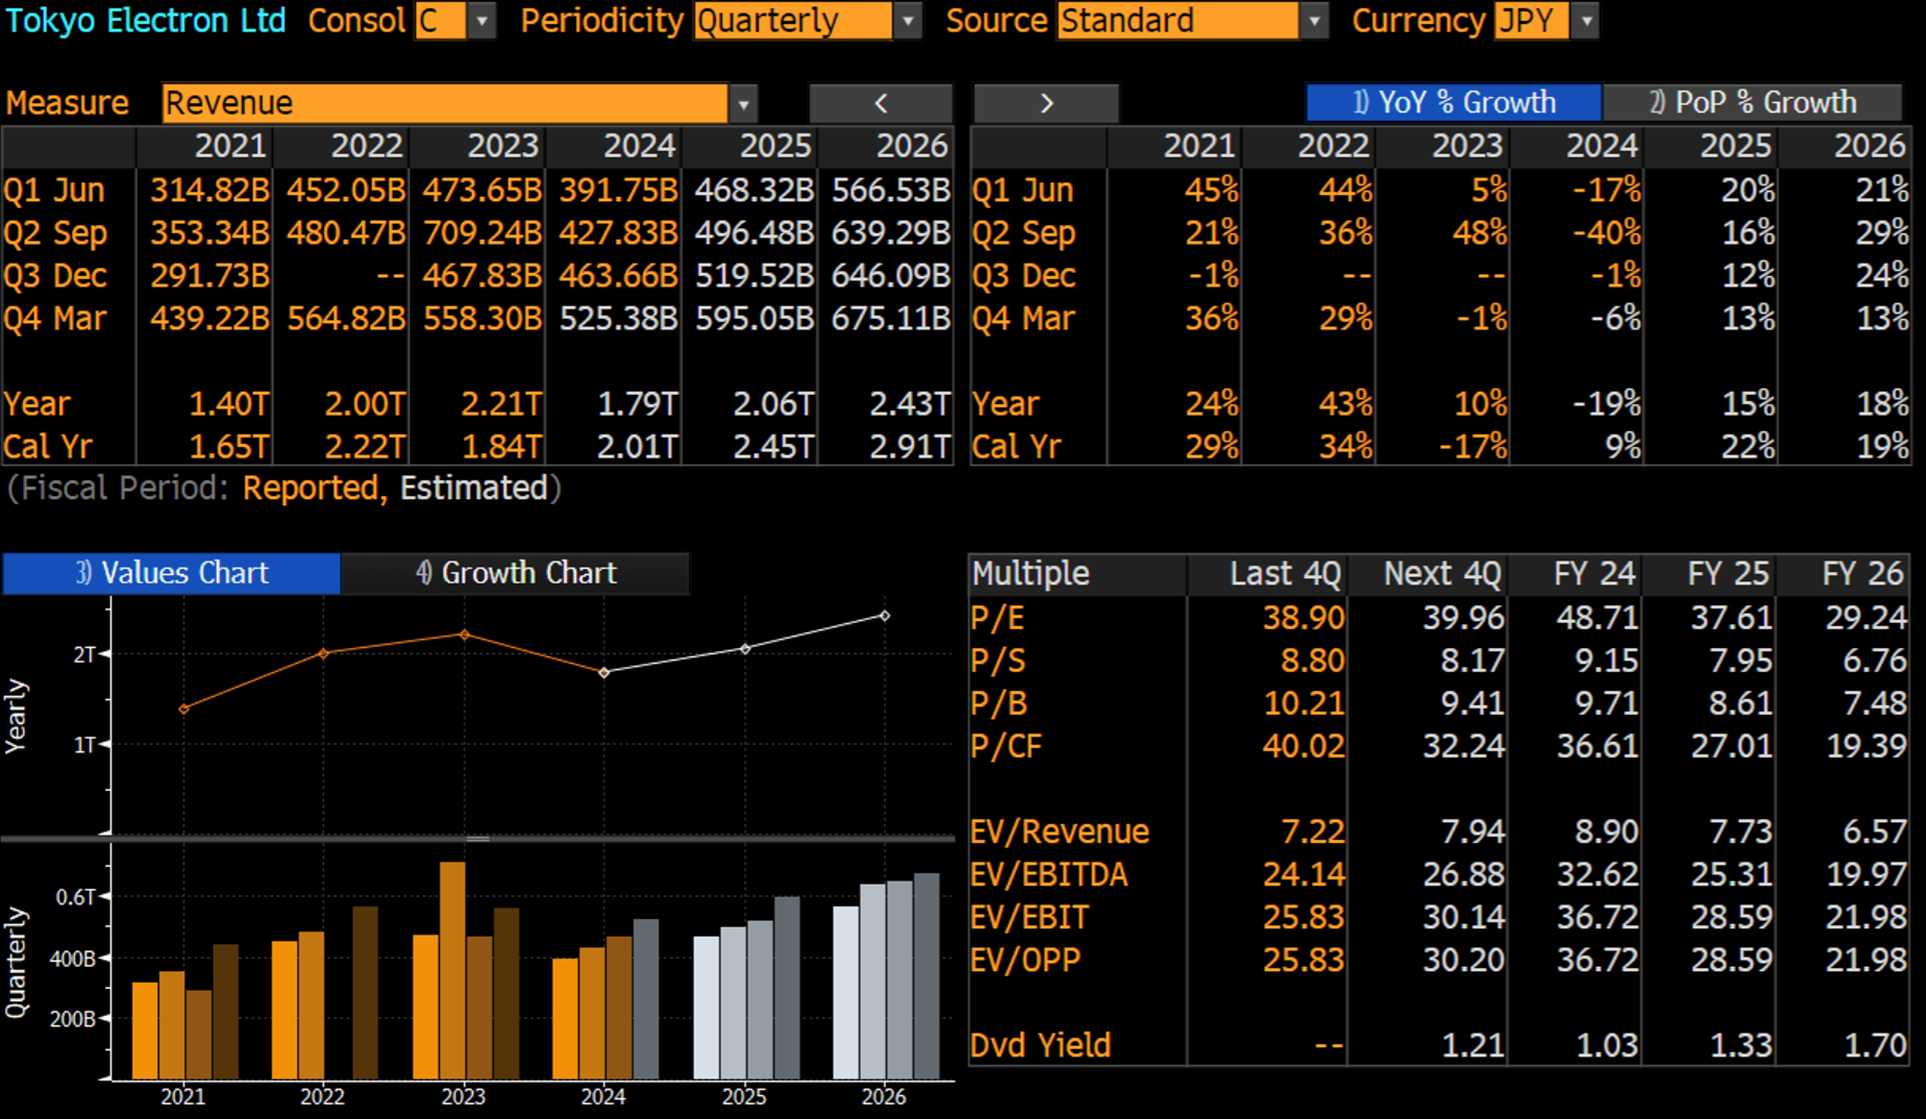 Tokyo Electron Ltd Consol C Periodicity Quarterly Source Standard Currency JPY
Measure Revenue < > 1) YoY % Growth 2) PoP % Growth
2021 2022 2023 2024 2025 2026
Q1 Jun 314.82B 452.05B 473.65B 391.75B 468.32B 566.53B
Q2 Sep 353.34B 480.47B 709.24B 427.83B 496.48B 639.29B
Q3 Dec 291.73B -- 467.83B 463.66B 519.52B 646.09B
Q4 Mar 439.22B 564.82B 558.30B 525.38B 595.05B 675.11B
Year 1.40T 2.00T 2.21T 1.79T 2.06T 2.43T
Cal Yr 1.65T 2.22T 1.84T 2.01T 2.45T 2.91T
(Fiscal Period: Reported, Estimated)
2021 2022 2023 2024 2025 2026
Q1 Jun 45% 44% 5% -17% 20% 21%
Q2 Sep 21% 36% 48% -40% 16% 29%
Q3 Dec -1% -- -- -1% 12% 24%
Q4 Mar 36% 29% -1% -6% 13% 13%
Year 24% 43% 10% -19% 15% 18%
Cal Yr 29% 34% -17% 9% 22% 19%
3) Values Chart 4) Growth Chart
Yearly
2T
1T
Quarterly
0.6T
400B
200B
2021 2022 2023 2024 2025 2026
Multiple Last 4Q Next 4Q FY 24 FY 25 FY 26
P/E 38.90 39.96 48.71 37.61 29.24
P/S 8.80 8.17 9.15 7.95 6.76
P/B 10.21 9.41 9.71 8.61 7.48
P/CF 40.02 32.24 36.61 27.01 19.39
EV/Revenue 7.22 7.94 8.90 7.73 6.57
EV/EBITDA 24.14 26.88 32.62 25.31 19.97
EV/EBIT 25.83 30.14 36.72 28.59 21.98
EV/OPP 25.83 30.20 36.72 28.59 21.98
Dvd Yield -- 1.21 1.03 1.33 1.70